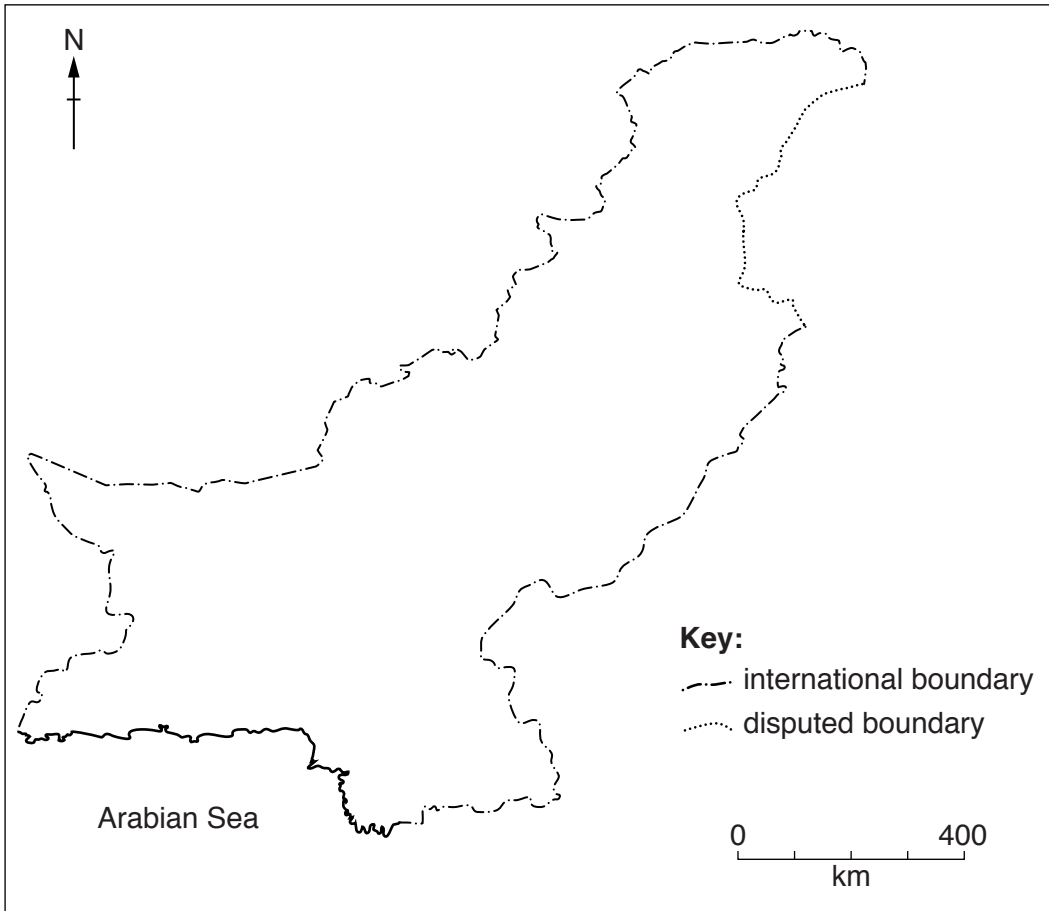 N
Key:
international boundary
disputed boundary
Arabian Sea
0 400
km